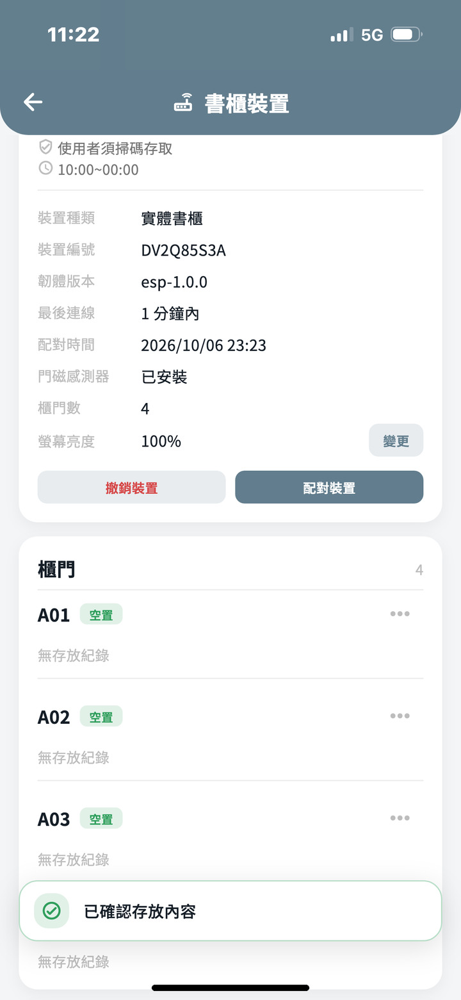 11:22
5G
書櫃裝置
使用者須掃碼存取
10:00~00:00
裝置種類 實體書櫃
裝置編號 DV2Q85S3A
韌體版本 esp-1.0.0
最後連線 1 分鐘內
配對時間 2026/10/06 23:23
門磁感測器 已安裝
櫃門數 4
螢幕亮度 100% 變更
撤銷裝置 配對裝置
櫃門 4
A01 空置
無存放紀錄
A02 空置
無存放紀錄
A03 空置
無存放紀錄
已確認存放內容
無存放紀錄